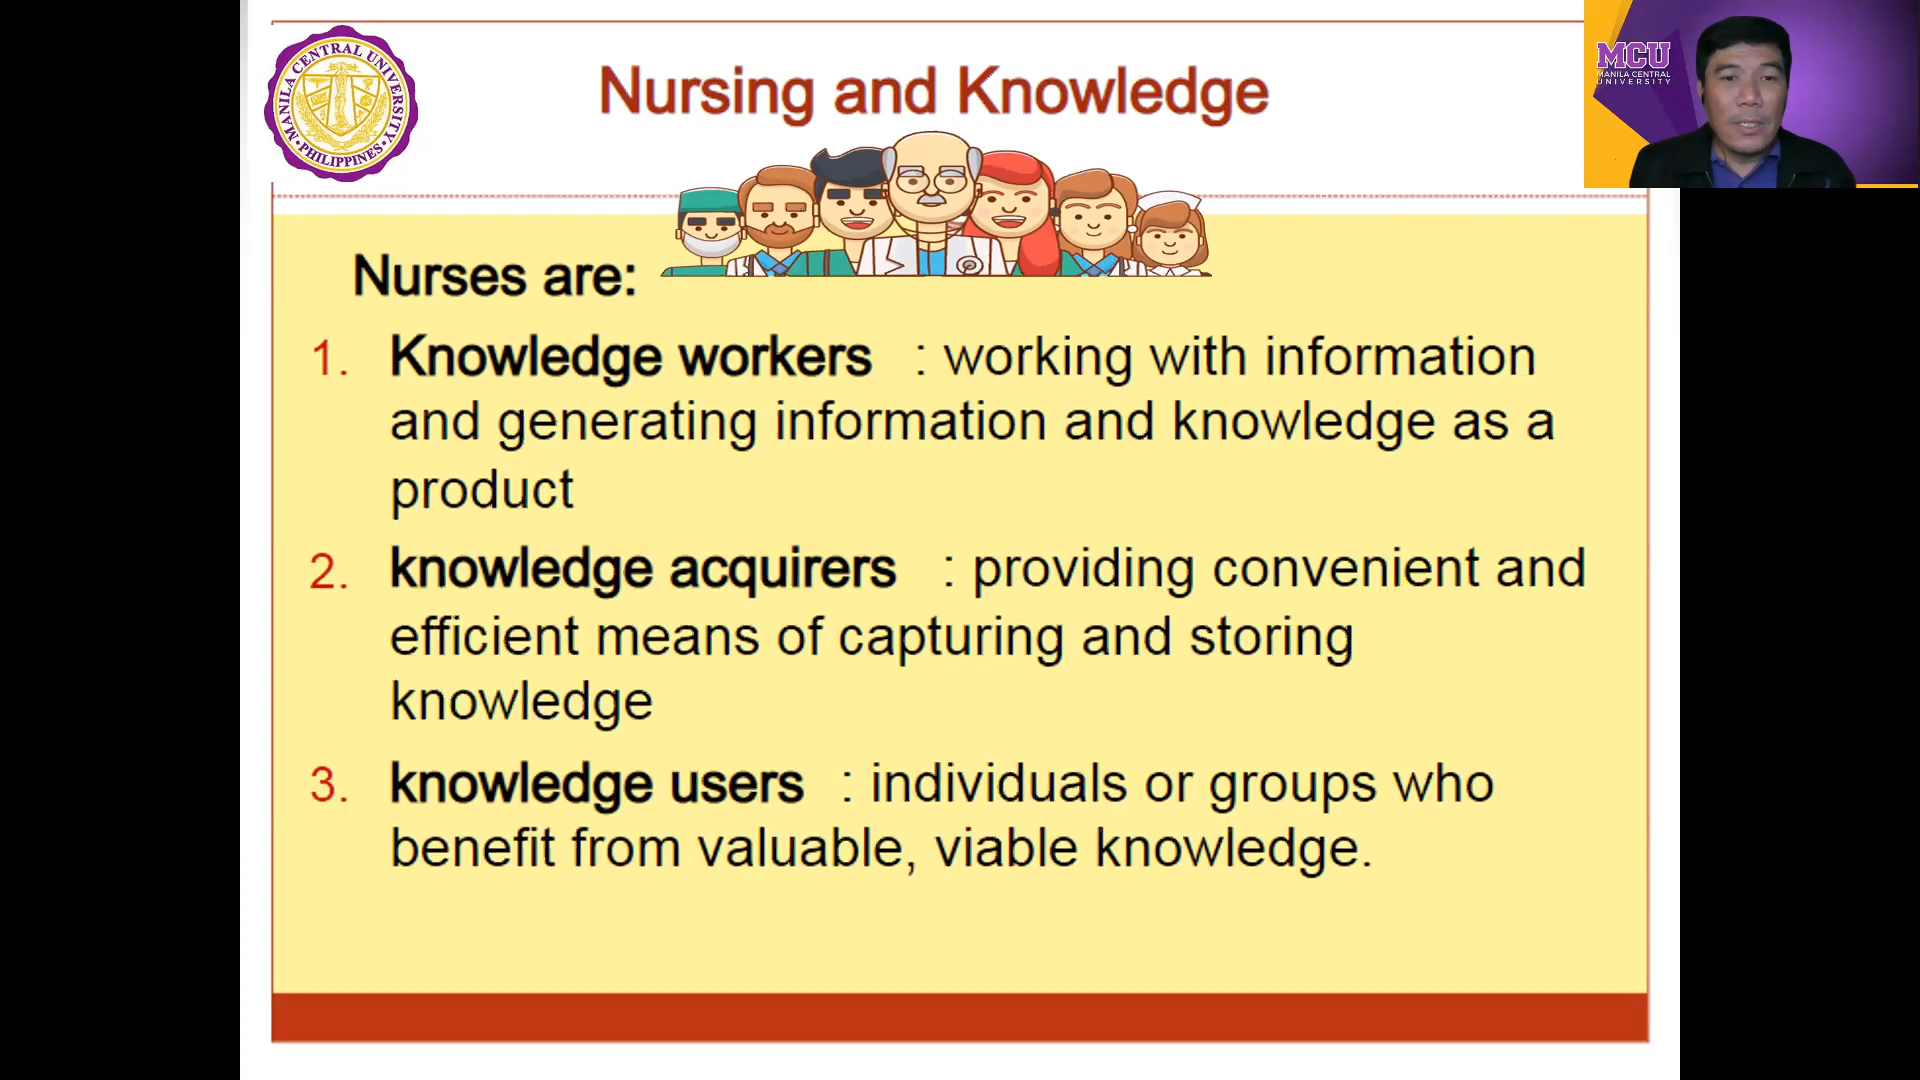 MANILA CENTRAL UNIVERSITY
• PHILIPPINES •
Nursing and Knowledge
MCU
MANILA CENTRAL
UNIVERSITY
Nurses are:
1. Knowledge workers : working with information
and generating information and knowledge as a
product
2. knowledge acquirers : providing convenient and
efficient means of capturing and storing
knowledge
3. knowledge users : individuals or groups who
benefit from valuable, viable knowledge.